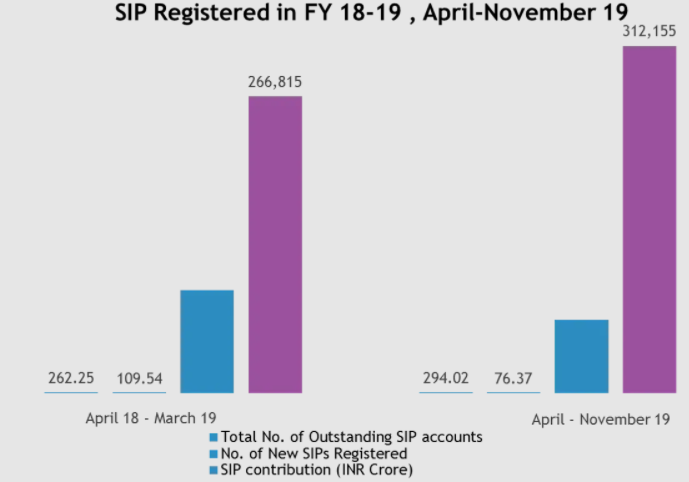 SIP Registered in FY 18-19 , April-November 19
312,155
266,815
262.25 109.54
294.02 76.37
April 18 - March 19
April - November 19
Total No. of Outstanding SIP accounts
No. of New SIPs Registered
SIP contribution (INR Crore)